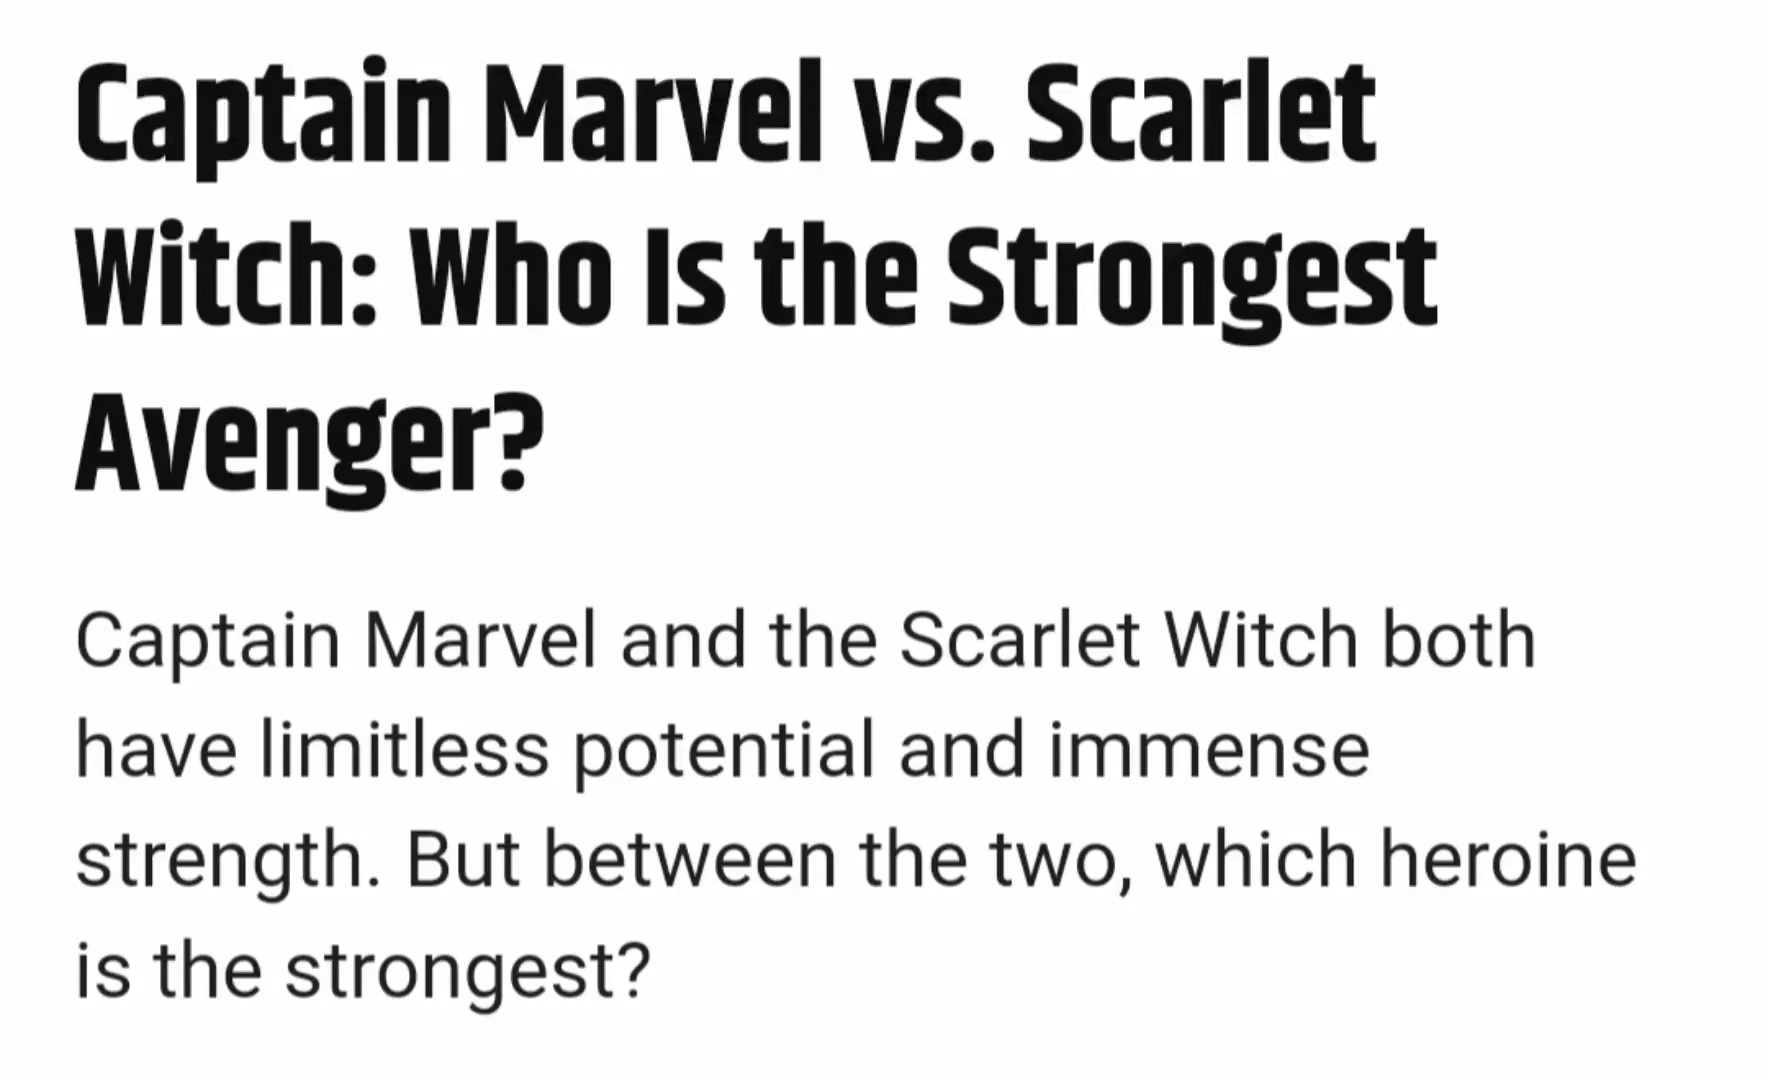 Captain Marvel vs. Scarlet
Witch: Who Is the Strongest
Avenger?
Captain Marvel and the Scarlet Witch both
have limitless potential and immense
strength. But between the two, which heroine
is the strongest?